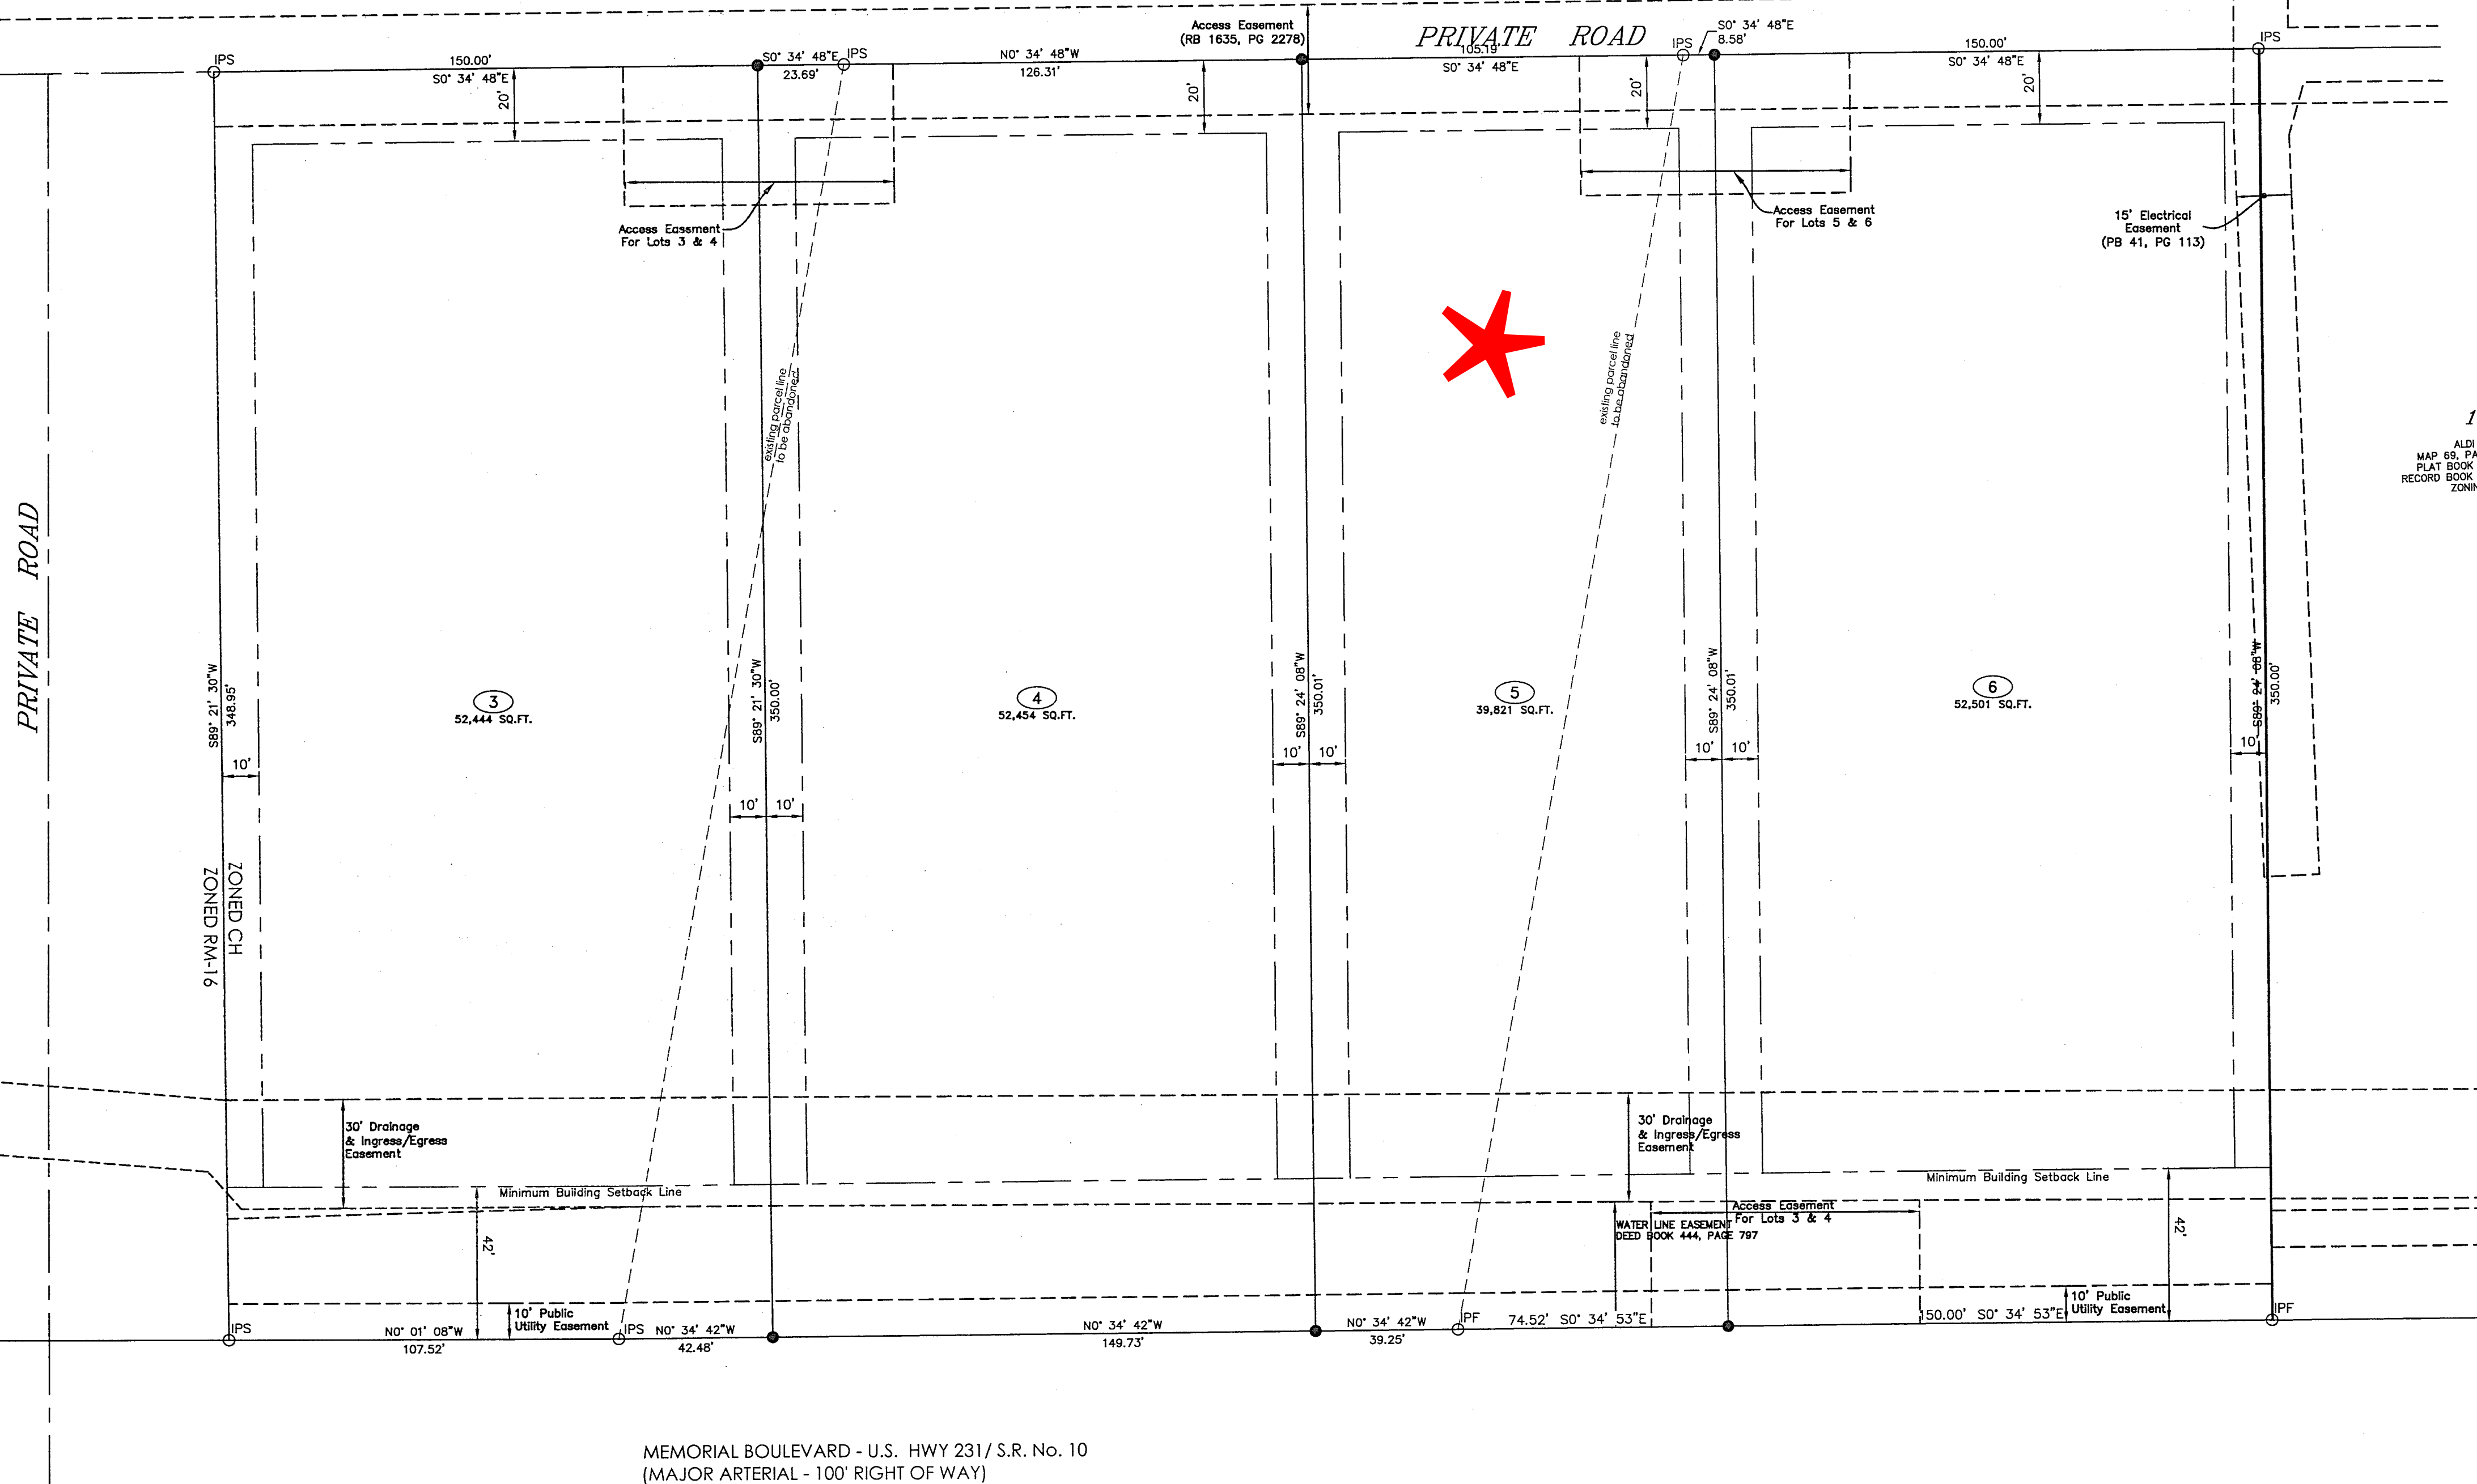 Access Easement
(RB 1635, PG 2278)
PRIVATE ROAD
S0° 34' 48"E
8.58'
IPS
150.00'
S0° 34' 48"E
S0° 34' 48"E
23.69'
IPS
N0° 34' 48"W
126.31'
105.19'
S0° 34' 48"E
IPS
150.00'
S0° 34' 48"E
IPS
20'
20'
20'
20'
Access Eassment
For Lots 3 & 4
Access Easement
For Lots 5 & 6
15' Electrical
Easement
(PB 41, PG 113)
existing parcel line
to be abandoned
existing parcel line
to be abandoned
1
ALDI
MAP 69, PA
PLAT BOOK
RECORD BOOK
ZONIN
PRIVATE ROAD
S89° 21' 30"W
348.95'
3
52,444 SQ.FT.
S89° 21' 30"W
350.00'
4
52,454 SQ.FT.
S89° 24' 08"W
350.01'
5
39,821 SQ.FT.
S89° 24' 08"W
350.01'
6
52,501 SQ.FT.
S89° 24' 08"W
350.00'
10'
10'
10'
10'
10'
10'
10'
10'
ZONED CH
ZONED RM-16
30' Drainage
& Ingress/Egress
Easement
30' Drainage
& Ingress/Egress
Easement
Minimum Building Setback Line
Minimum Building Setback Line
Access Easement
For Lots 3 & 4
WATER LINE EASEMENT
DEED BOOK 444, PAGE 797
42'
42'
10' Public
Utility Easement
10' Public
Utility Easement
IPS
N0° 01' 08"W
107.52'
IPS
N0° 34' 42"W
42.48'
N0° 34' 42"W
149.73'
N0° 34' 42"W
39.25'
IPF
74.52' S0° 34' 53"E
150.00' S0° 34' 53"E
IPF
MEMORIAL BOULEVARD - U.S. HWY 231/ S.R. No. 10
(MAJOR ARTERIAL - 100' RIGHT OF WAY)